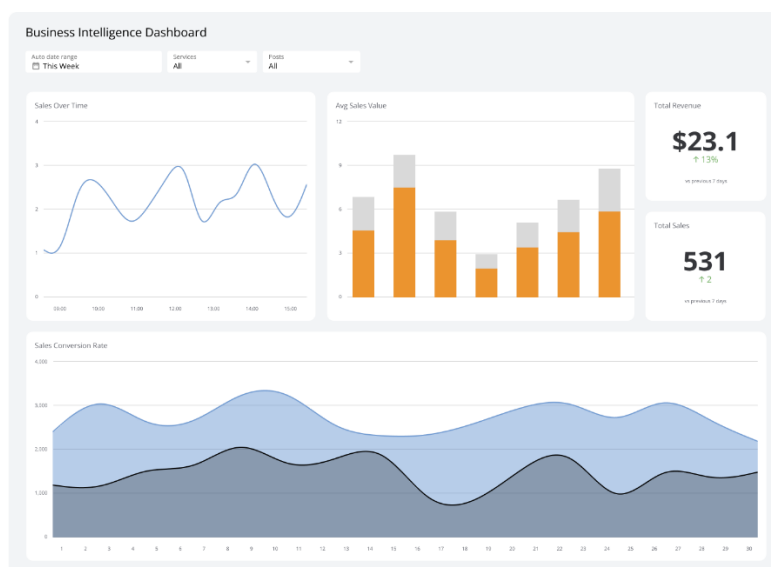 Business Intelligence Dashboard
Auto date range
This Week
Services
All
Posts
All
Sales Over Time
4
3
2
1
0
09:00 10:00 11:00 12:00 13:00 14:00 15:00
Avg Sales Value
12
9
6
3
0
Total Revenue
$23.1
↑ 13%
vs previous 7 days
Total Sales
531
↑ 2
vs previous 7 days
Sales Conversion Rate
4,000
3,000
2,000
1,000
0
1 2 3 4 5 6 7 8 9 10 11 12 13 14 15 16 17 18 19 20 21 22 23 24 25 26 27 28 29 30